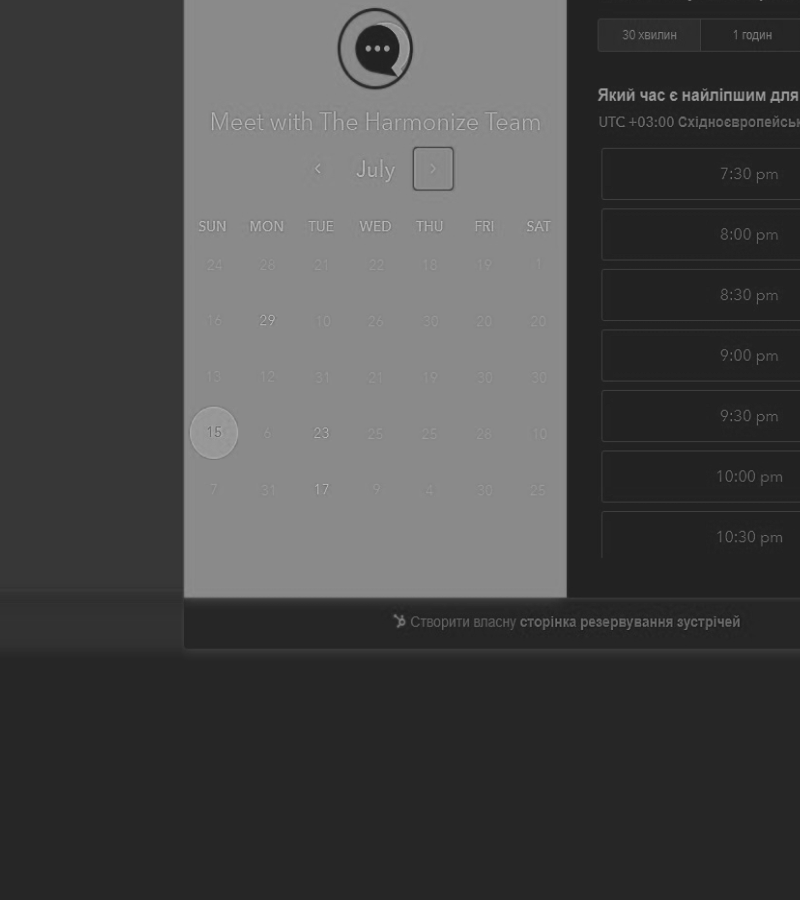 30 хвилин 1 годин
Meet with The Harmonize Team
Який час є найліпшим для
UTC +03:00 Східноєвропейськ
July
SUN MON TUE WED THU FRI SAT
24 26 21 22 18 19 1
16 29 10 26 30 20 20
13 12 31 21 19 30 30
15 6 23 25 25 26 10
7 31 17 9 4 30 25
7:30 pm
8:00 pm
8:30 pm
9:00 pm
9:30 pm
10:00 pm
10:30 pm
Створити власну сторінка резервування зустрічей